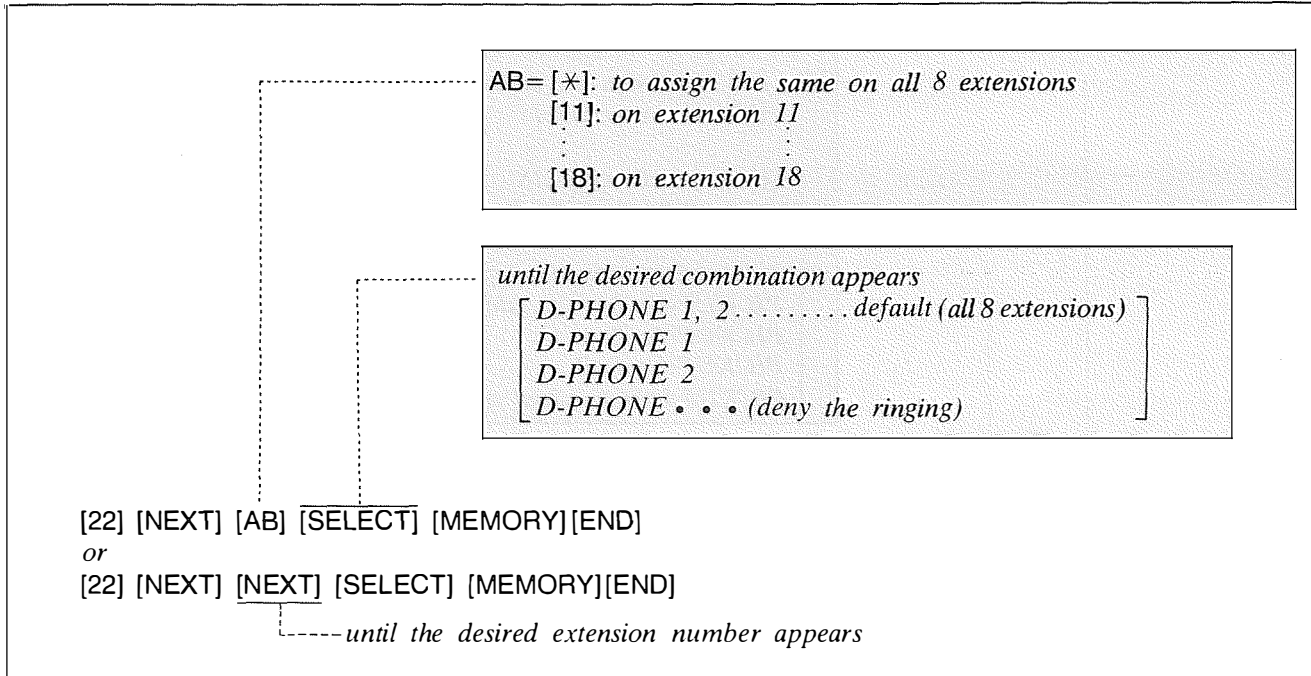 AB=[*]: to assign the same on all 8 extensions
[11]: on extension 11
[18]: on extension 18
until the desired combination appears
D-PHONE 1, 2.........default (all 8 extensions)
D-PHONE 1
D-PHONE 2
D-PHONE • • • (deny the ringing)
[22] [NEXT] [AB] [SELECT] [MEMORY][END]
or
[22] [NEXT] [NEXT] [SELECT] [MEMORY][END]
until the desired extension number appears